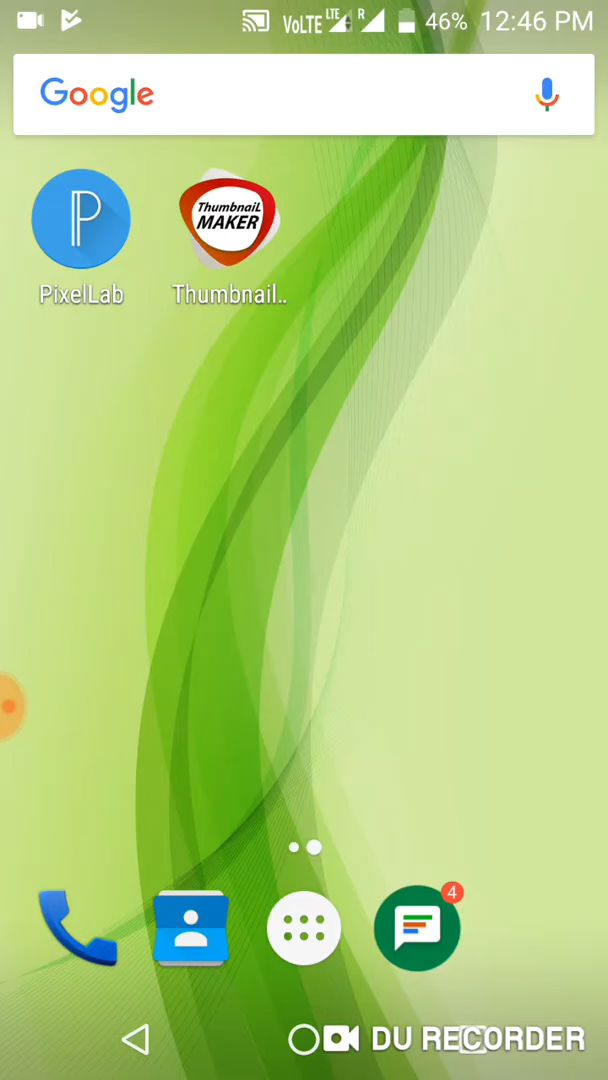 VoLTE LTE R 46% 12:46 PM
Google
ThumbnaiL
MAKER
PixelLab Thumbnail..
4
DU RECORDER